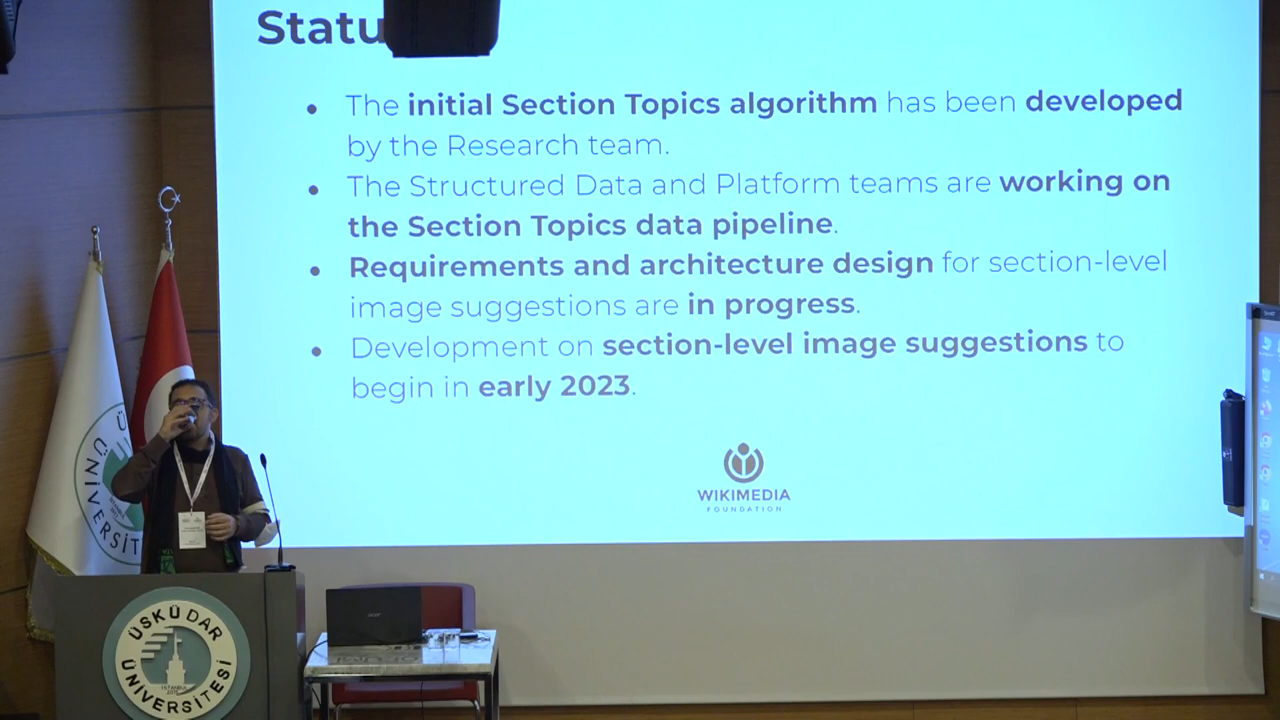 Statu
• The initial Section Topics algorithm has been developed
by the Research team.
• The Structured Data and Platform teams are working on
the Section Topics data pipeline.
• Requirements and architecture design for section-level
image suggestions are in progress.
• Development on section-level image suggestions to
begin in early 2023.
WIKIMEDIA
FOUNDATION
ÜSKÜDAR
ÜNİVERSİTESİ
İSTANBUL